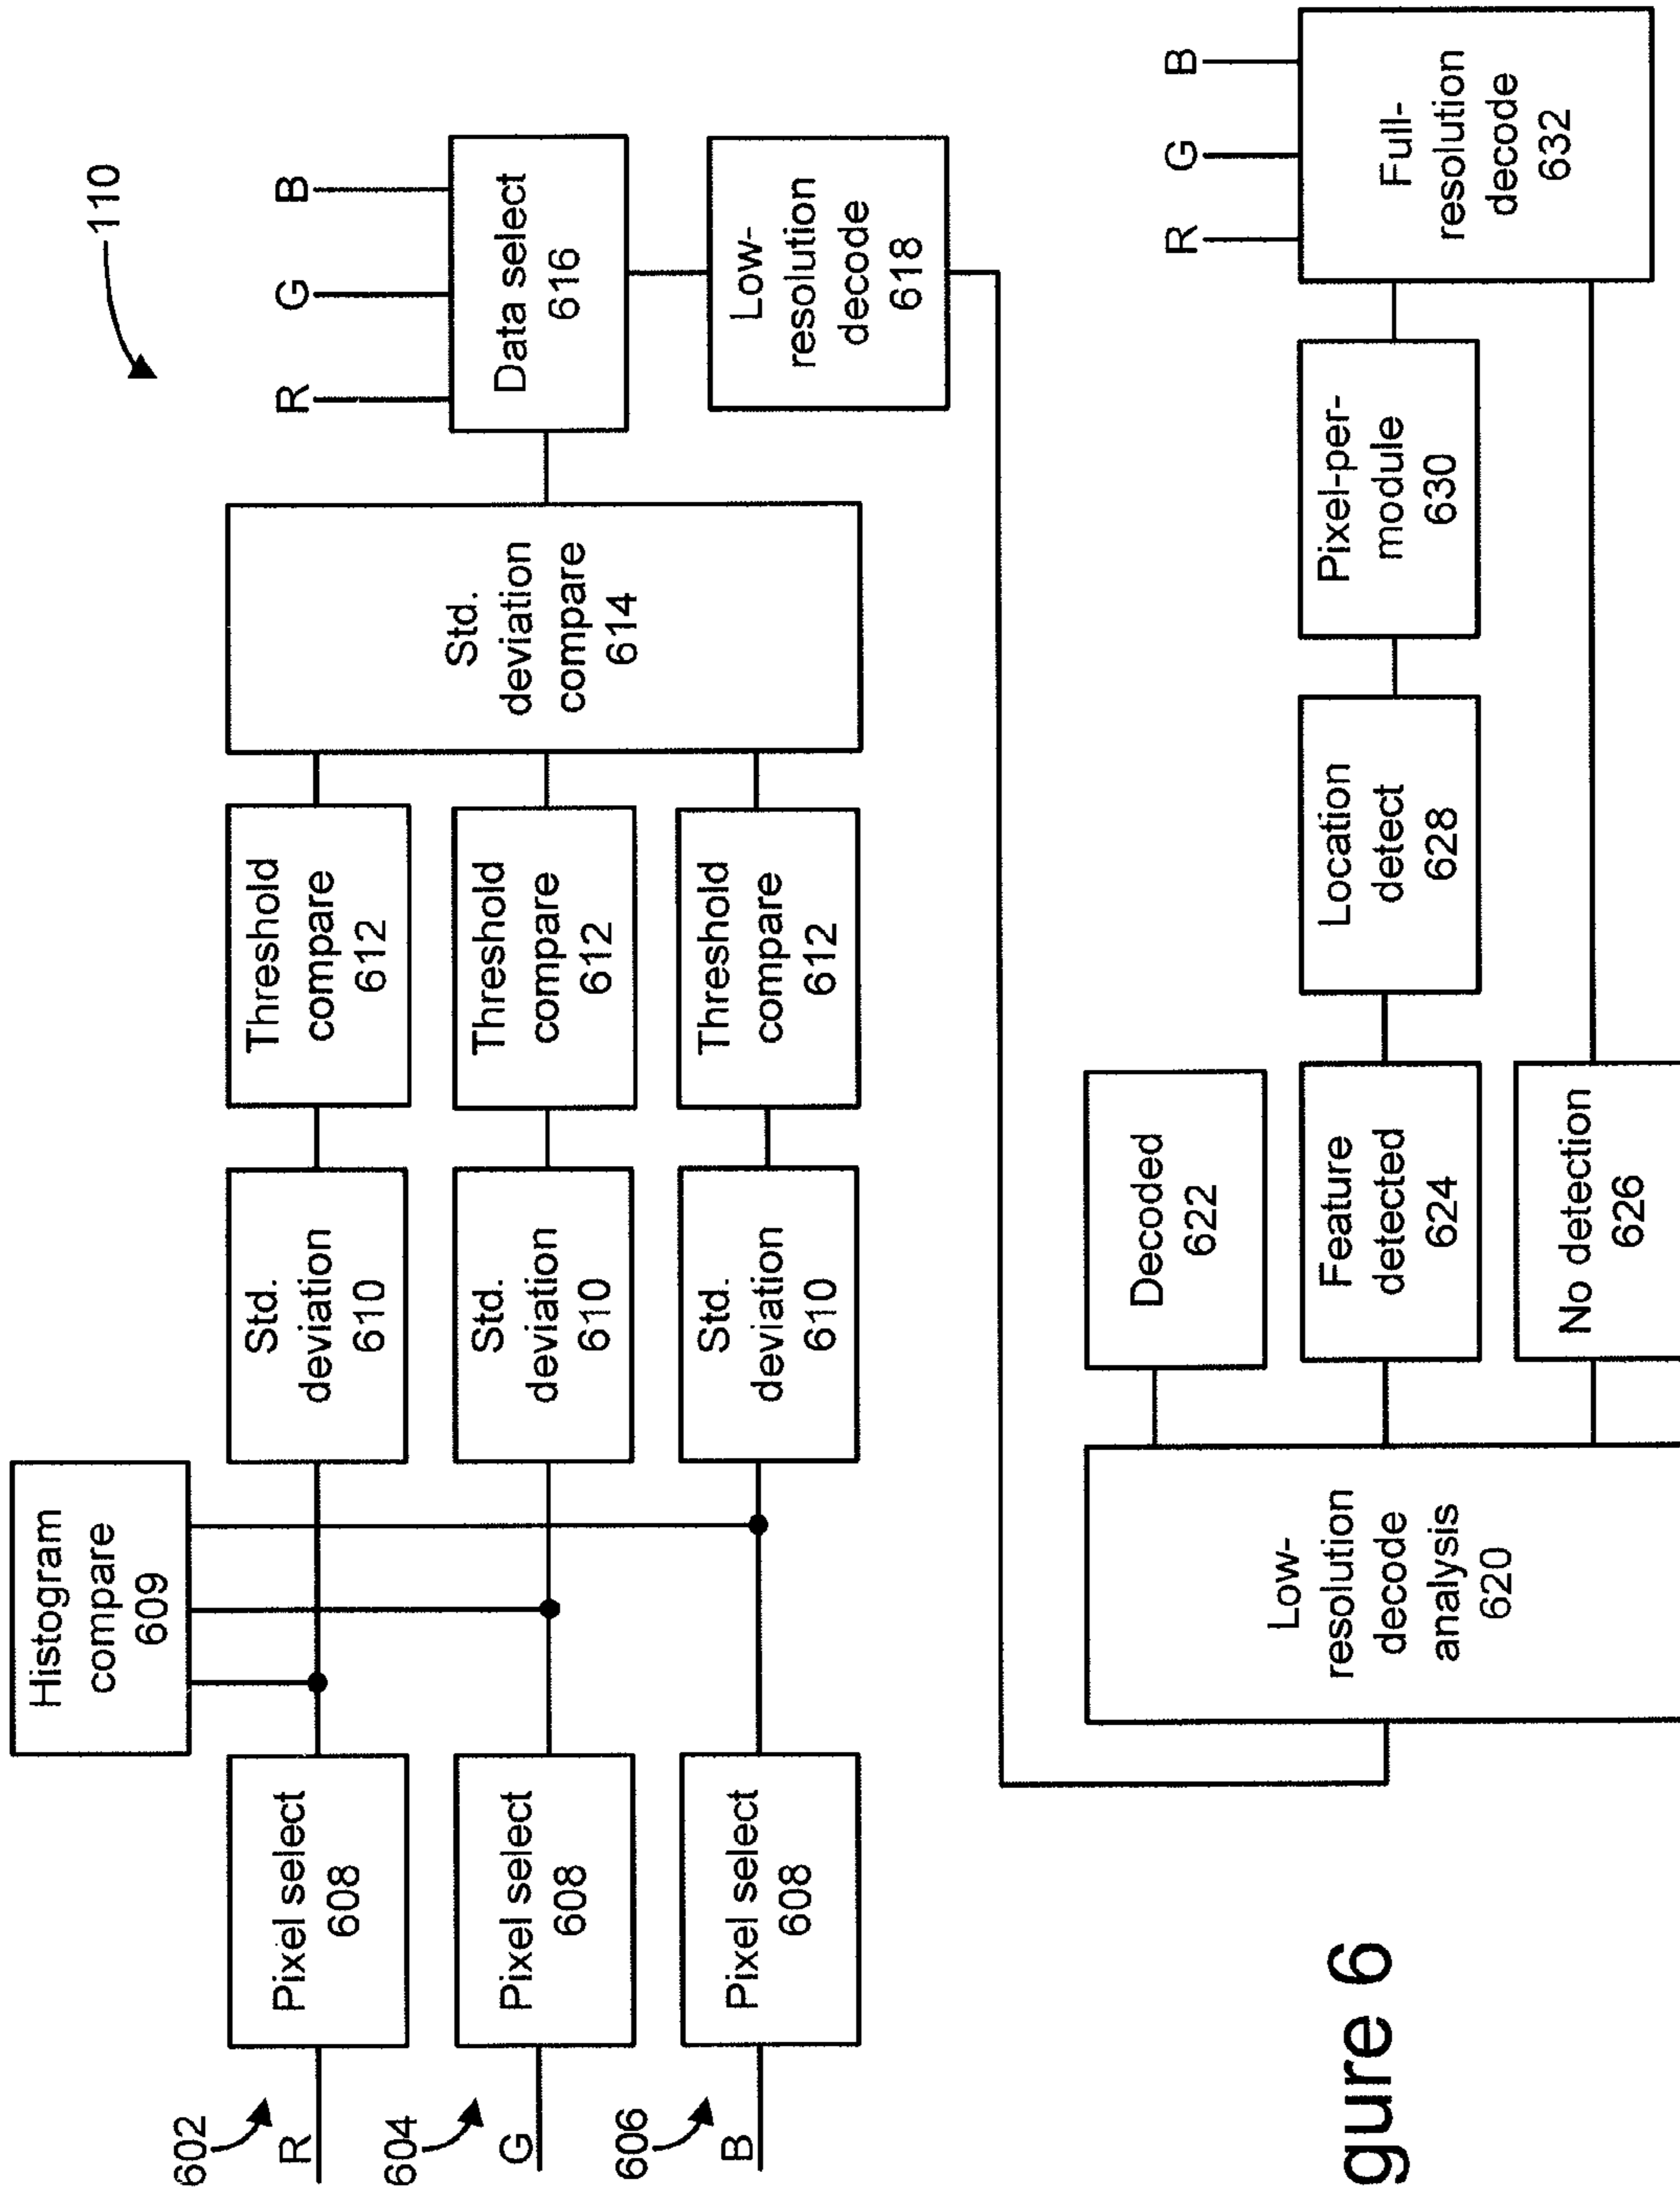 110
Histogram
compare
609
602
R
Pixel select
608
Std.
deviation
610
Threshold
compare
612
604
G
Pixel select
608
Std.
deviation
610
Threshold
compare
612
606
B
Pixel select
608
Std.
deviation
610
Threshold
compare
612
Std.
deviation
compare
614
R
G
B
Data select
616
Low-
resolution
decode
618
Low-
resolution
decode
analysis
620
Decoded
622
Feature
detected
624
No detection
626
Location
detect
628
Pixel-per-
module
630
R
G
B
Full-
resolution
decode
632
gure 6